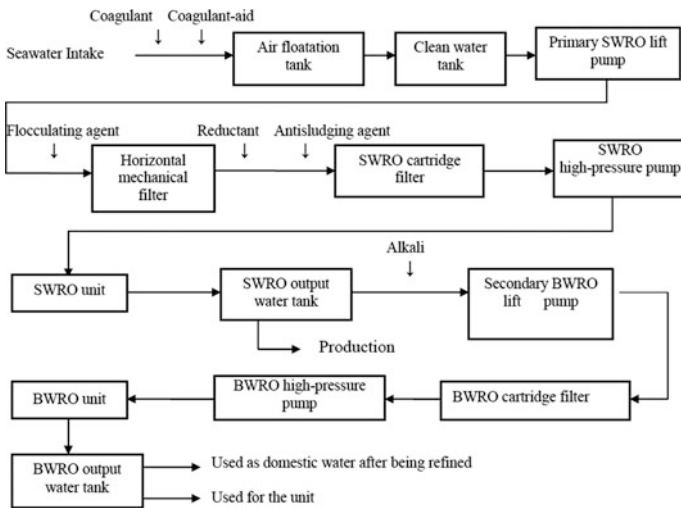 Coagulant Coagulant-aid
Seawater Intake
Air floatation
tank
Clean water
tank
Primary SWRO lift
pump
Flocculating agent
Horizontal
mechanical
filter
Reductant
Antisludging agent
SWRO cartridge
filter
SWRO
high-pressure pump
SWRO unit
SWRO output
water tank
Alkali
Secondary BWRO
lift pump
Production
BWRO unit
BWRO high-pressure
pump
BWRO cartridge filter
BWRO output
water tank
Used as domestic water after being refined
Used for the unit